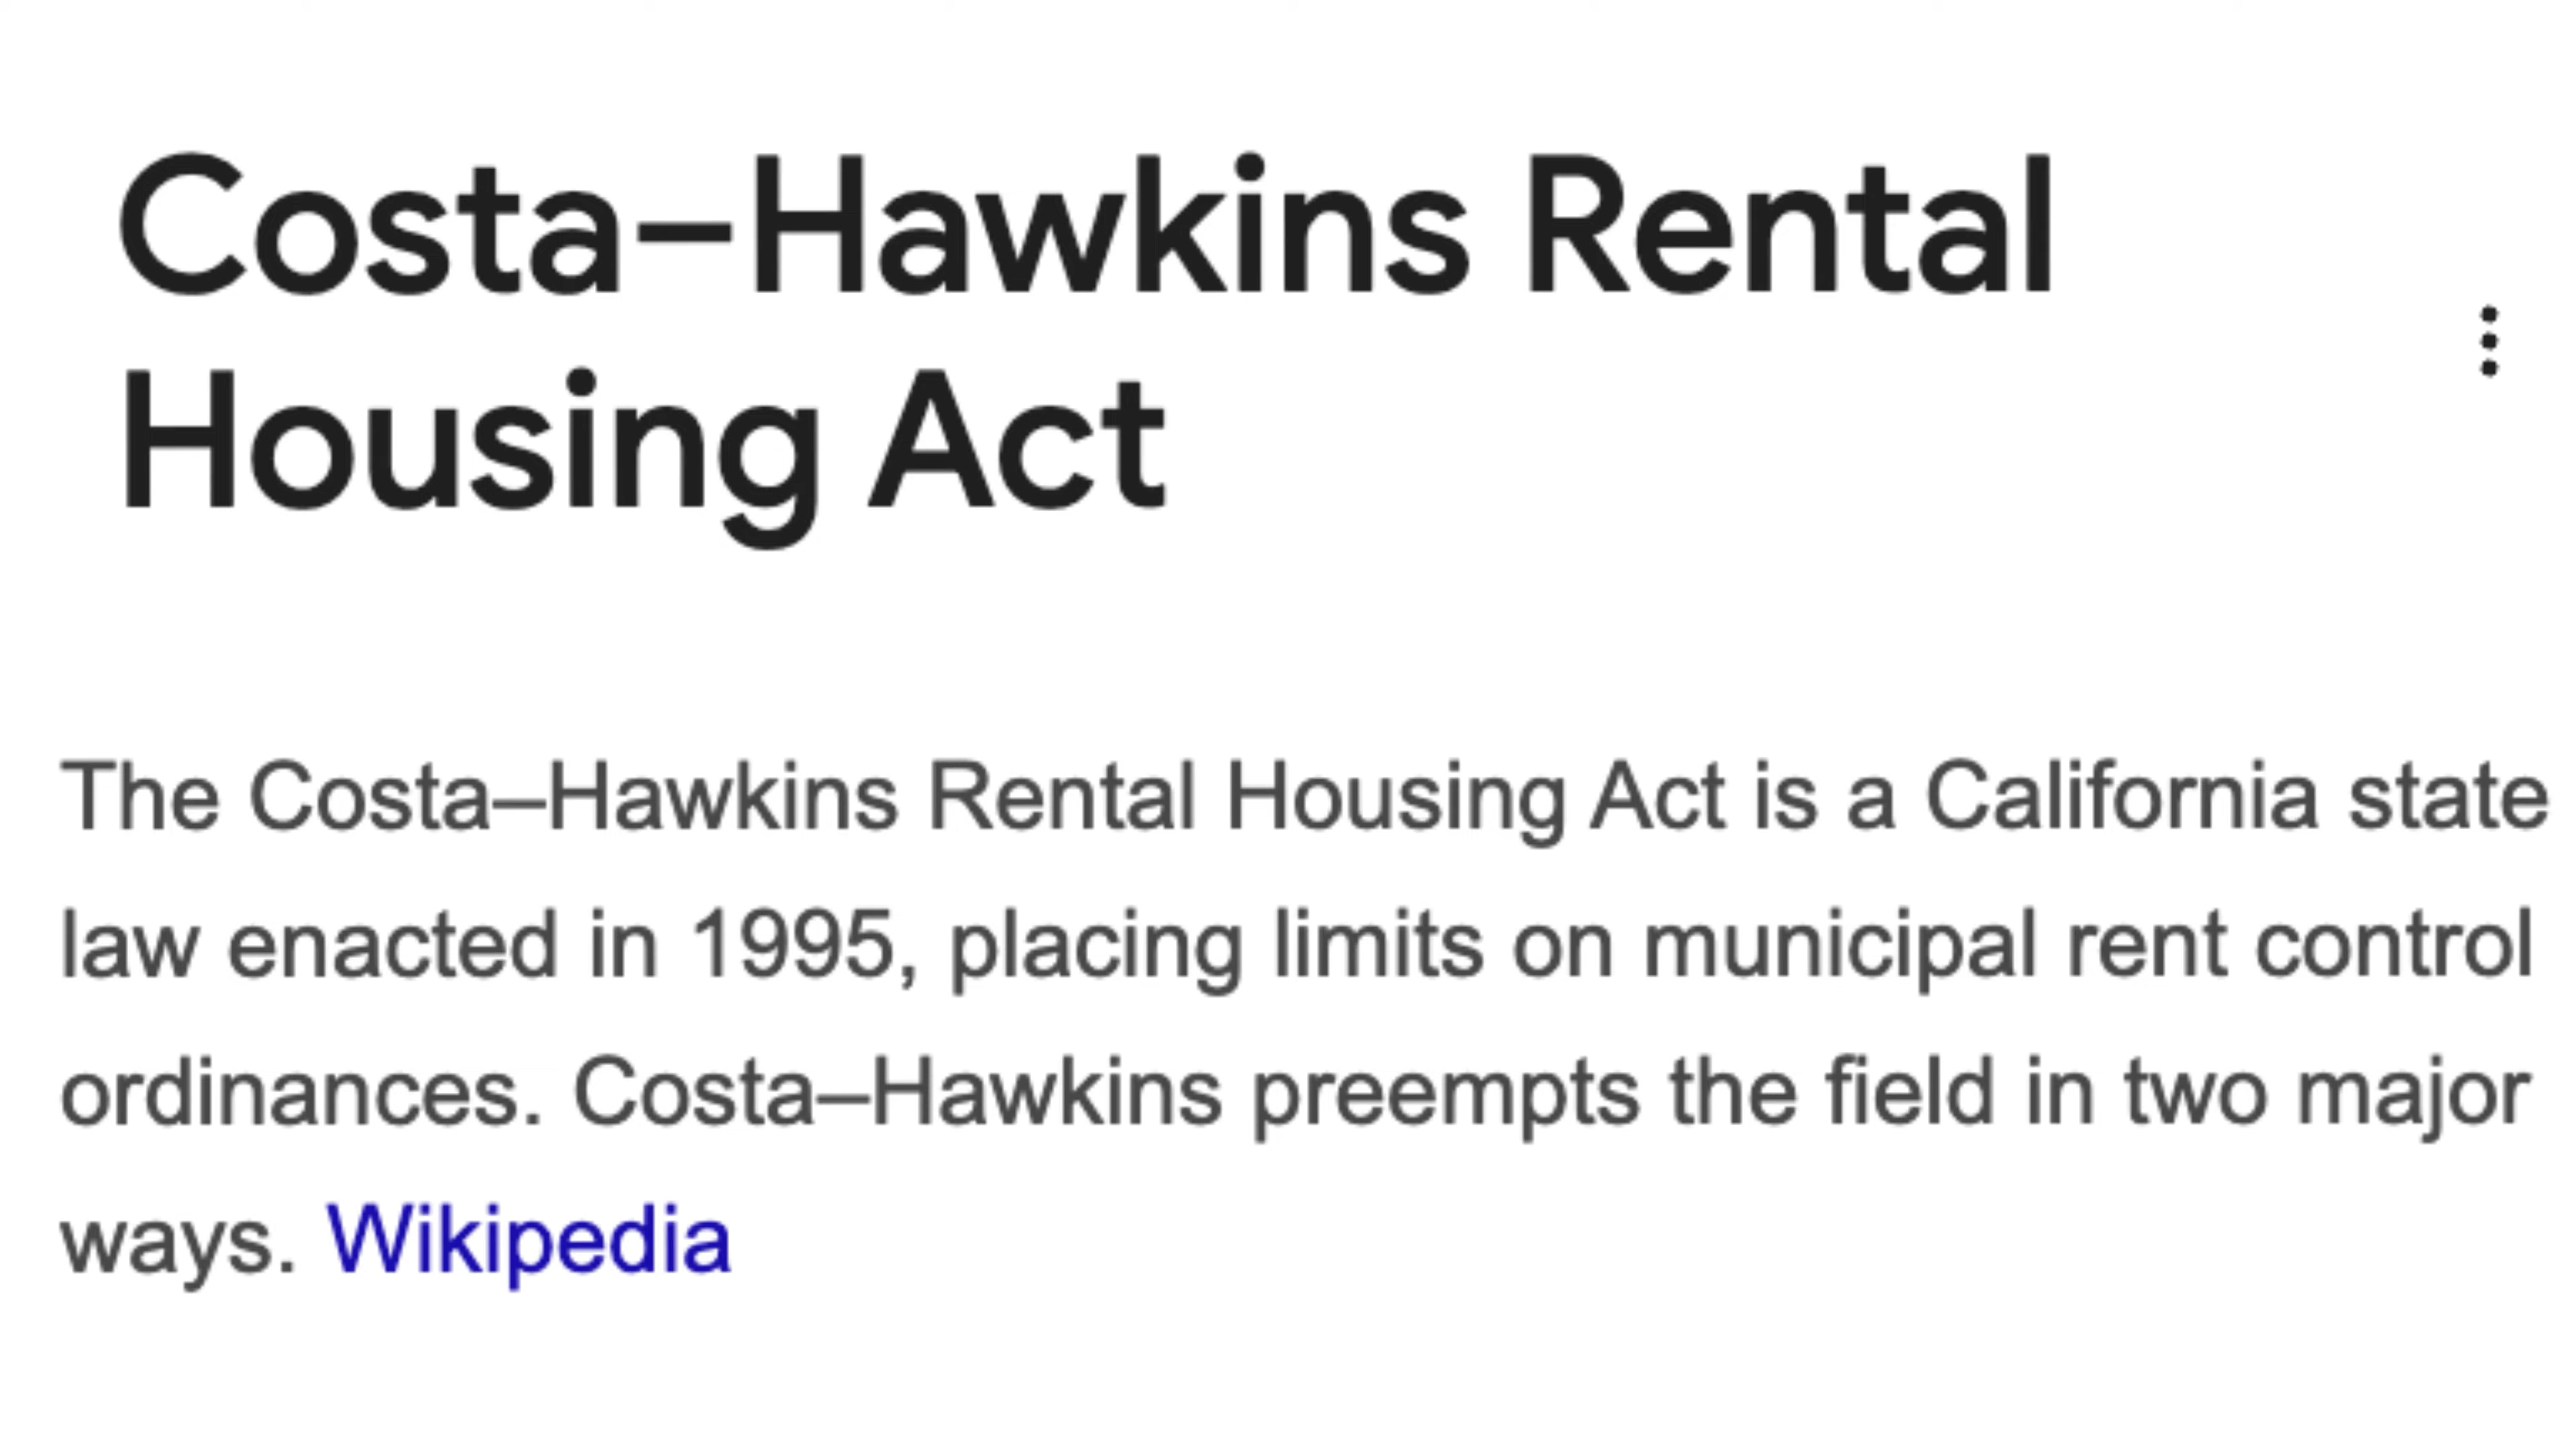 Costa–Hawkins Rental
Housing Act
The Costa–Hawkins Rental Housing Act is a California state
law enacted in 1995, placing limits on municipal rent control
ordinances. Costa–Hawkins preempts the field in two major
ways. Wikipedia